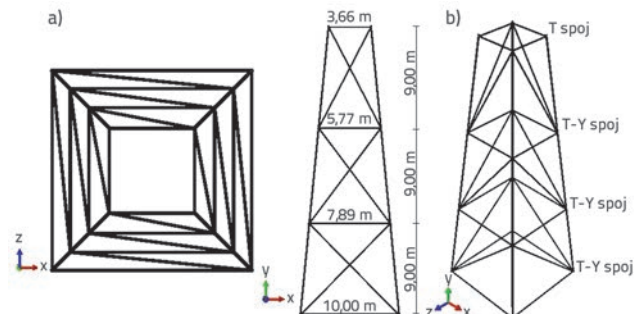 a)
z
x
3,66 m
9,00 m
5,77 m
9,00 m
7,89 m
9,00 m
10,00 m
y
x
b)
T spoj
T-Y spoj
T-Y spoj
T-Y spoj
y
z
x